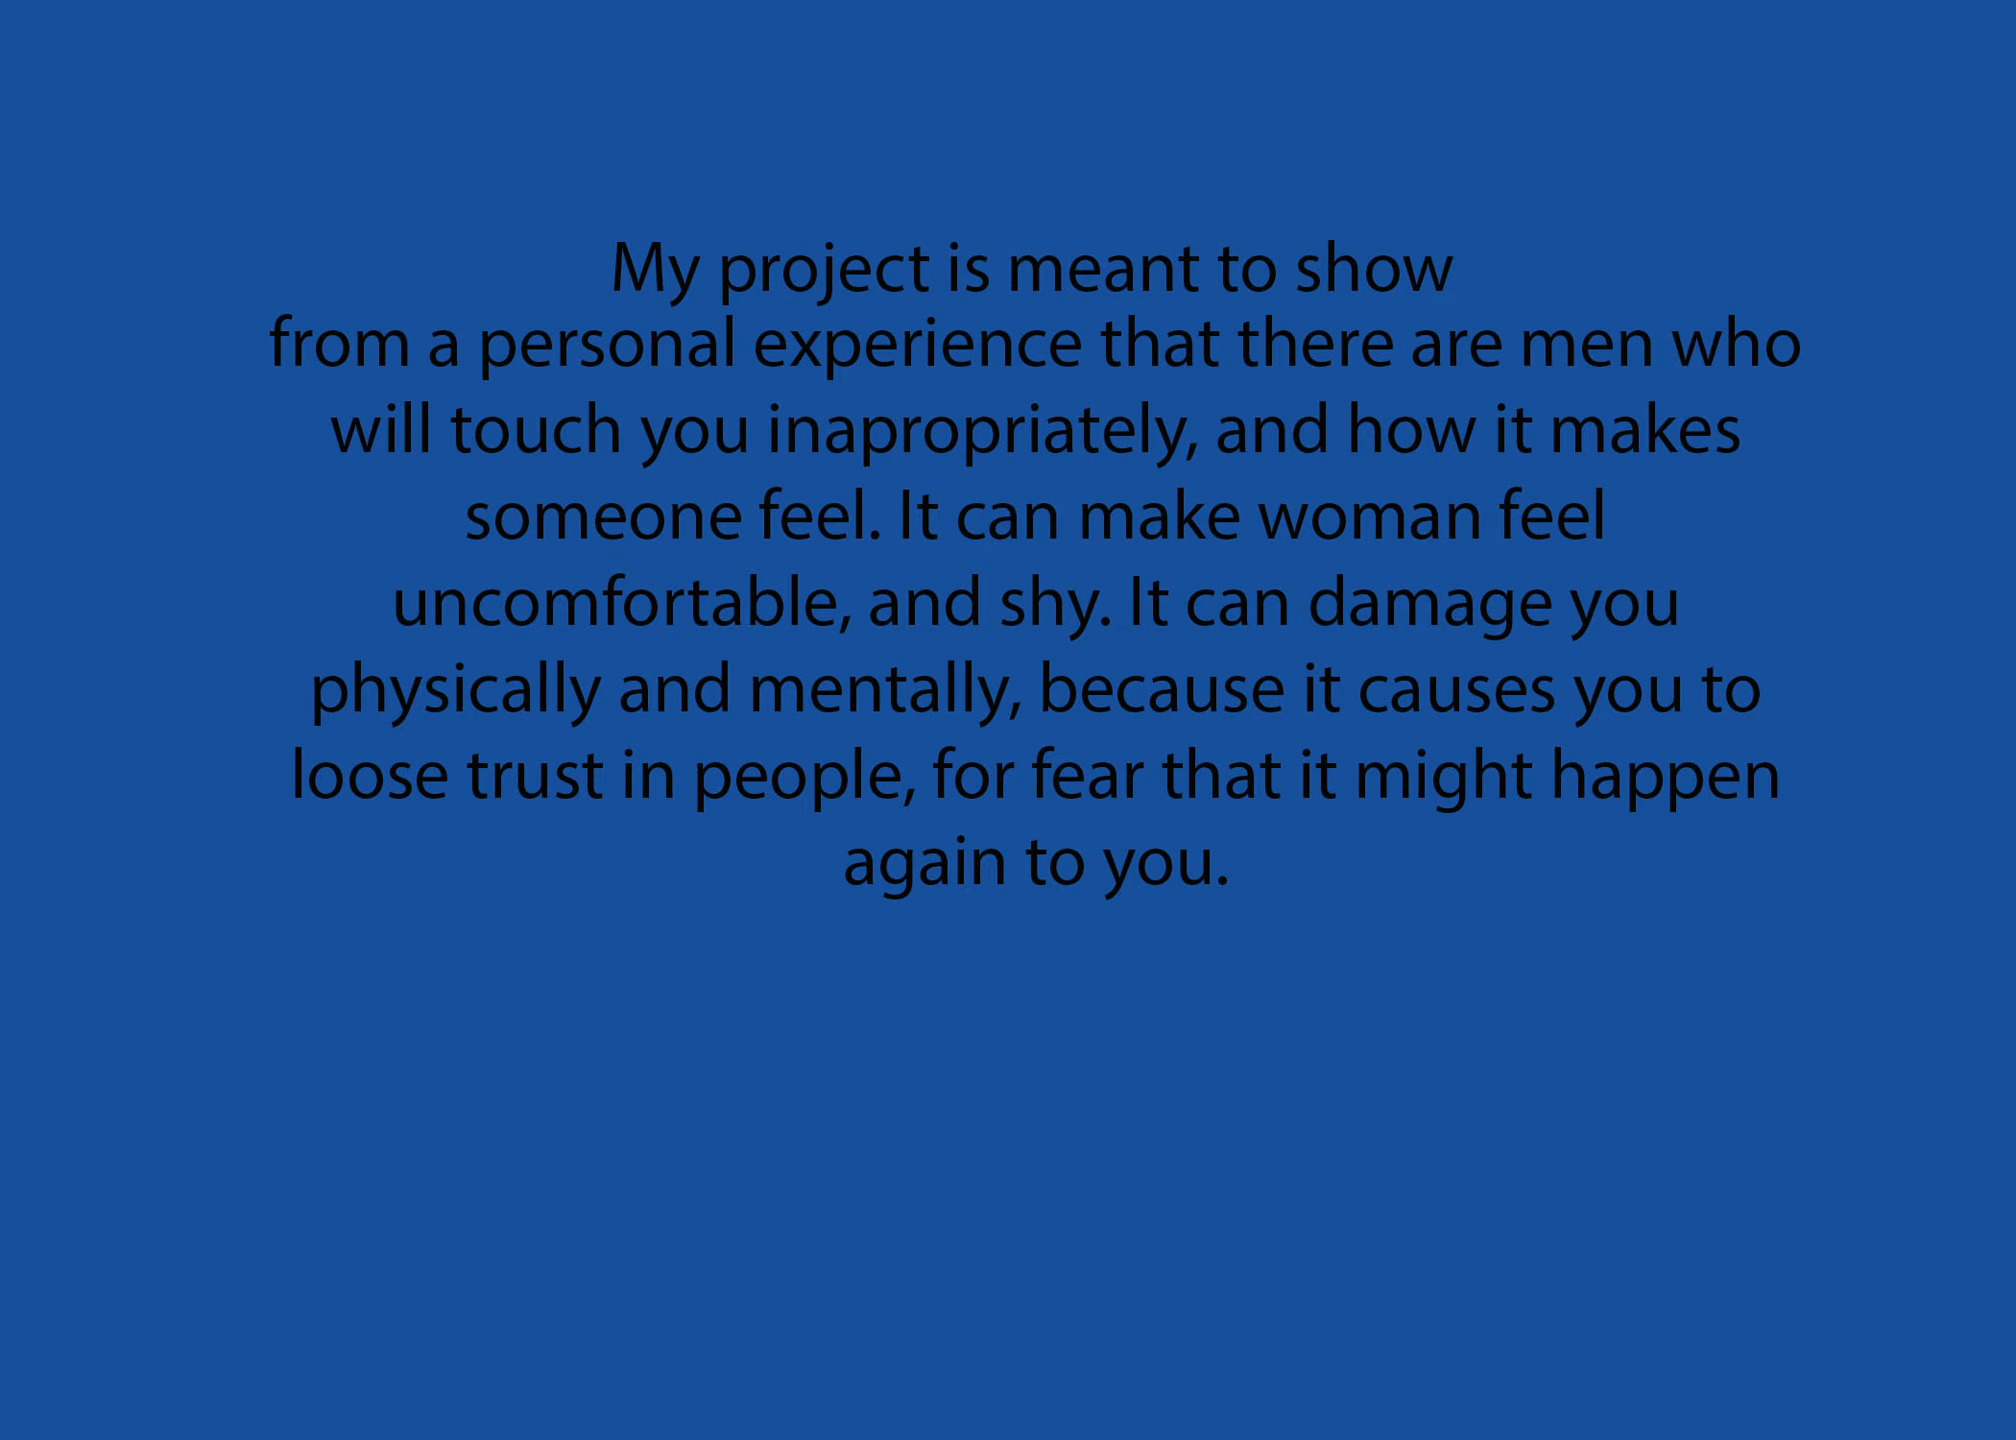 My project is meant to show
from a personal experience that there are men who
will touch you inapropriately, and how it makes
someone feel. It can make woman feel
uncomfortable, and shy. It can damage you
physically and mentally, because it causes you to
loose trust in people, for fear that it might happen
again to you.